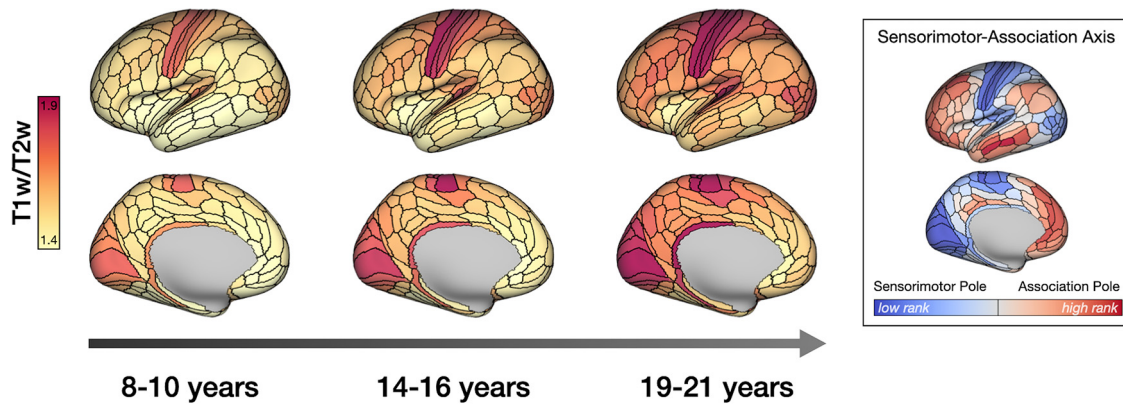 Sensorimotor-Association Axis
1.9
T1w/T2w
1.4
Sensorimotor Pole
Association Pole
low rank
high rank
8-10 years
14-16 years
19-21 years